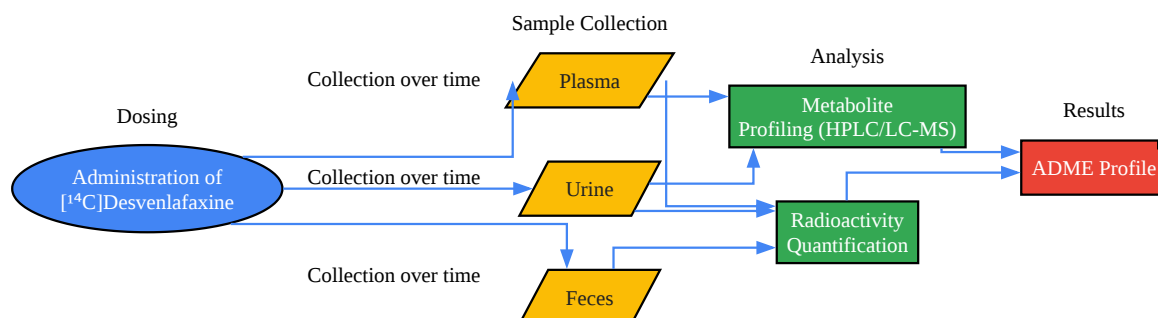 Sample Collection
Collection over time
Plasma
Analysis
Metabolite
Profiling (HPLC/LC-MS)
Results
Dosing
Administration of
[¹⁴C]Desvenlafaxine
Collection over time
Urine
ADME Profile
Radioactivity
Quantification
Collection over time
Feces